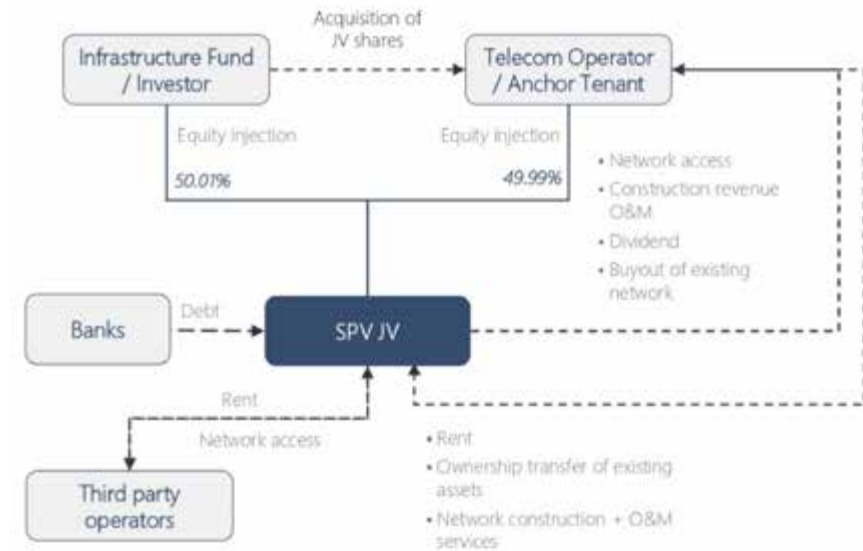 Acquisition of
JV shares
Infrastructure Fund
/ Investor
Telecom Operator
/ Anchor Tenant
Equity injection
Equity injection
50.01%
49.99%
• Network access
• Construction revenue
O&M
• Dividend
• Buyout of existing
network
Banks
Debt
SPV JV
Rent
Network access
• Rent
• Ownership transfer of existing
assets
• Network construction + O&M
services
Third party
operators